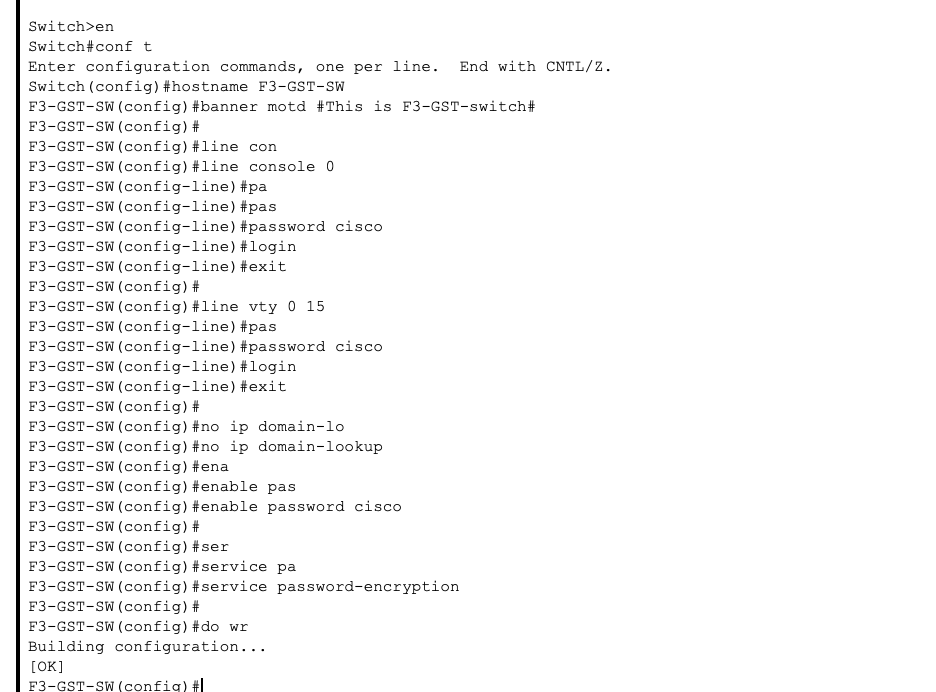 Switch>en
Switch#conf t
Enter configuration commands, one per line.  End with CNTL/Z.
Switch(config)#hostname F3-GST-SW
F3-GST-SW(config)#banner motd #This is F3-GST-switch#
F3-GST-SW(config)#
F3-GST-SW(config)#line con
F3-GST-SW(config)#line console 0
F3-GST-SW(config-line)#pa
F3-GST-SW(config-line)#pas
F3-GST-SW(config-line)#password cisco
F3-GST-SW(config-line)#login
F3-GST-SW(config-line)#exit
F3-GST-SW(config)#
F3-GST-SW(config)#line vty 0 15
F3-GST-SW(config-line)#pas
F3-GST-SW(config-line)#password cisco
F3-GST-SW(config-line)#login
F3-GST-SW(config-line)#exit
F3-GST-SW(config)#
F3-GST-SW(config)#no ip domain-lo
F3-GST-SW(config)#no ip domain-lookup
F3-GST-SW(config)#ena
F3-GST-SW(config)#enable pas
F3-GST-SW(config)#enable password cisco
F3-GST-SW(config)#
F3-GST-SW(config)#ser
F3-GST-SW(config)#service pa
F3-GST-SW(config)#service password-encryption
F3-GST-SW(config)#
F3-GST-SW(config)#do wr
Building configuration...
[OK]
F3-GST-SW(config)#